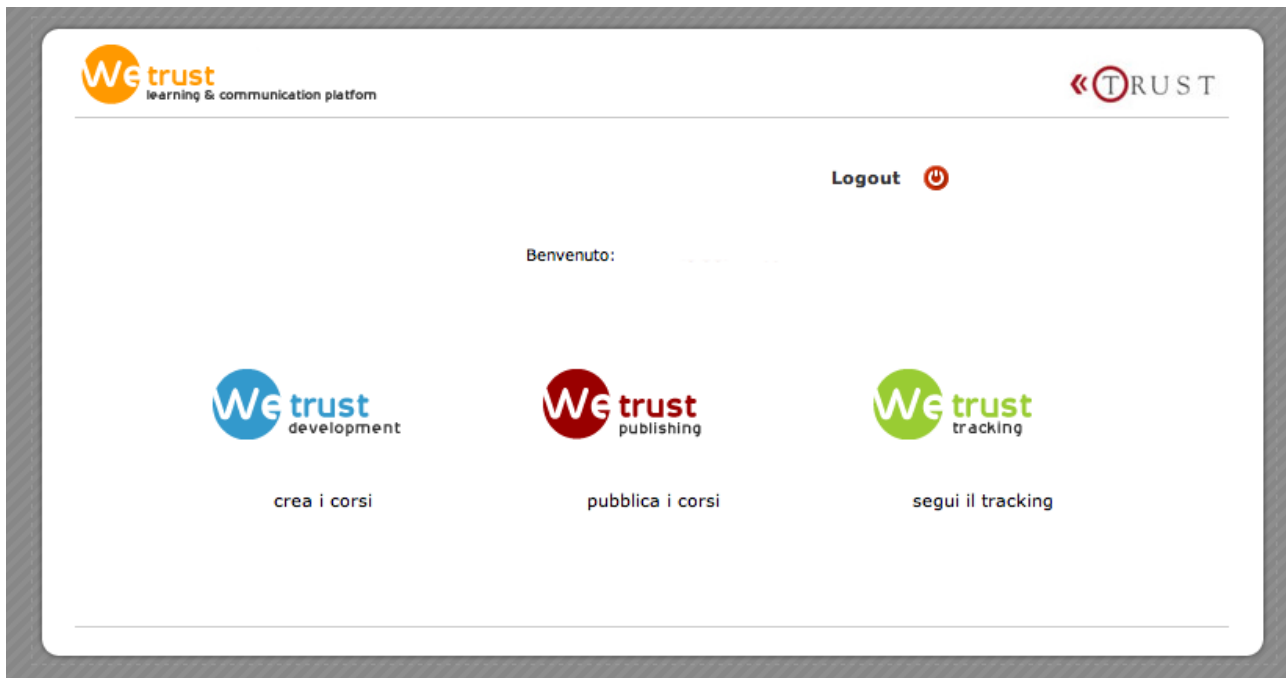 We trust
learning & communication platfom
«TRUST
Logout
Benvenuto:
We trust
development
We trust
publishing
We trust
tracking
crea i corsi
pubblica i corsi
segui il tracking